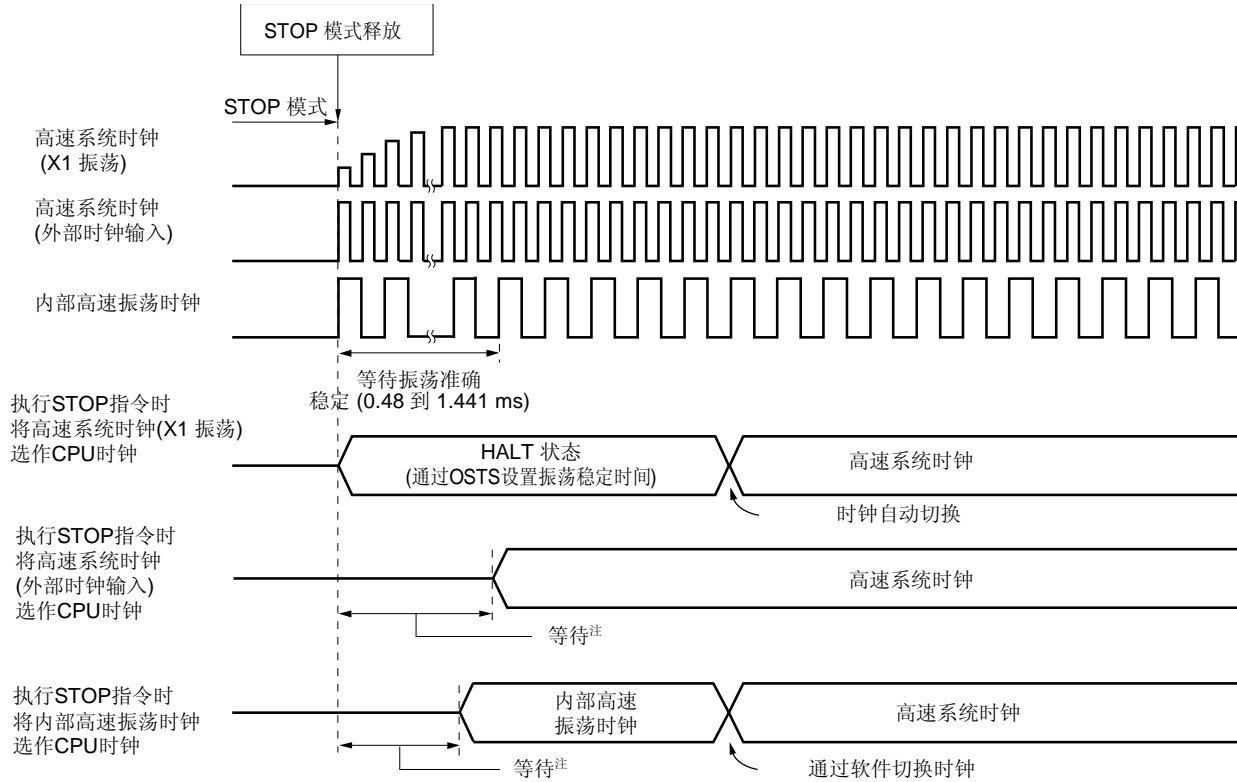 STOP 模式释放
STOP 模式
高速系统时钟
(X1 振荡)
高速系统时钟
(外部时钟输入)
内部高速振荡时钟
等待振荡准确
稳定 (0.48 到 1.441 ms)
执行STOP指令时
将高速系统时钟(X1 振荡)
选作CPU时钟
HALT 状态
(通过OSTS设置振荡稳定时间)
高速系统时钟
时钟自动切换
执行STOP指令时
将高速系统时钟
(外部时钟输入)
选作CPU时钟
高速系统时钟
等待注
执行STOP指令时
将内部高速振荡时钟
选作CPU时钟
内部高速
振荡时钟
高速系统时钟
等待注
通过软件切换时钟